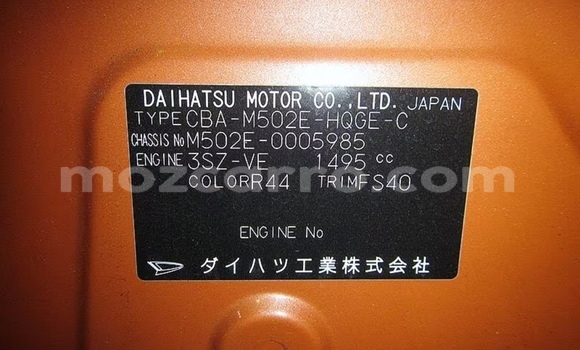 DAIHATSU MOTOR CO.,LTD. JAPAN
TYPE CBA-M502E-HQGE-C
CHASSIS No M502E-0005985
ENGINE 3SZ-VE 1495 cc
mozcarro.com
COLOR R44 TRIM FS40
ENGINE No
ダイハツ工業株式会社